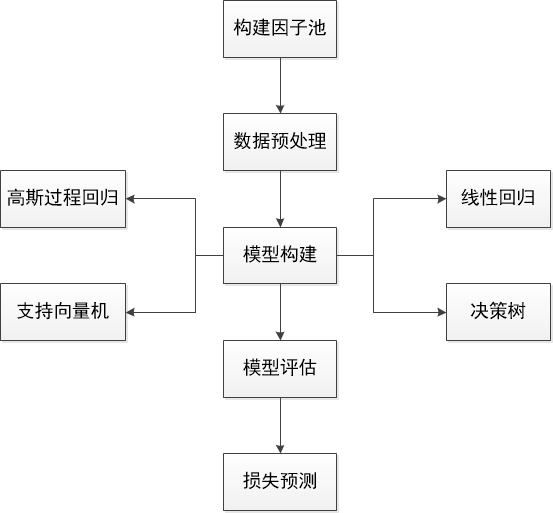 构建因子池
数据预处理
高斯过程回归
线性回归
模型构建
支持向量机
决策树
模型评估
损失预测